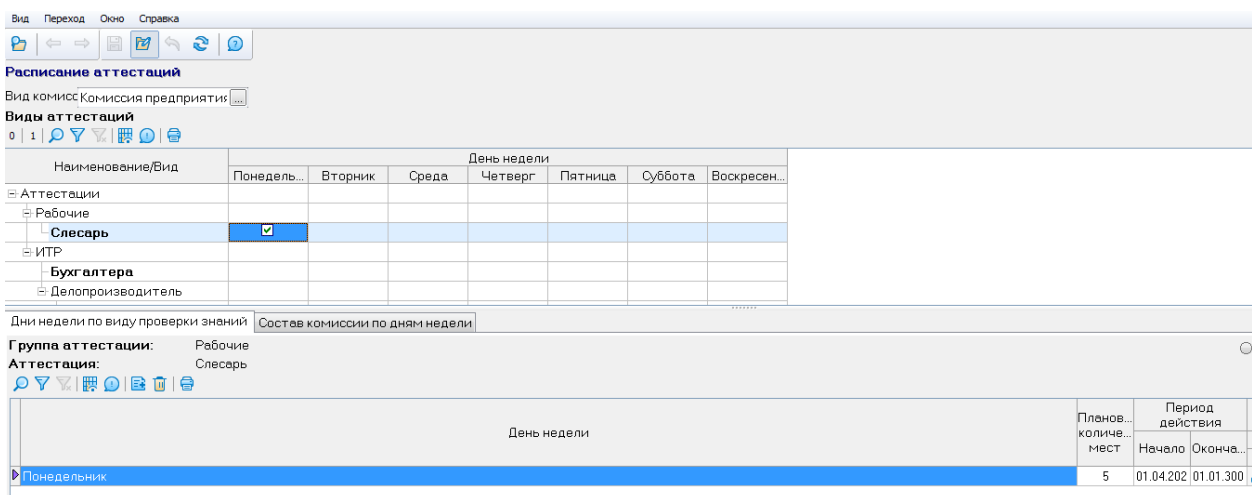 Вид Переход Окно Справка
Расписание аттестаций
Вид комисс Комиссия предприятия ...
Виды аттестаций
0 1
Наименование/Вид День недели
Понедель... Вторник Среда Четверг Пятница Суббота Воскресен...
Аттестации
Рабочие
Слесарь
ИТР
Бухгалтера
Делопроизводитель
Дни недели по виду проверки знаний Состав комиссии по дням недели
Группа аттестации: Рабочие
Аттестация: Слесарь
День недели Планов... количе... мест Период действия
Начало Оконча...
Понедельник 5 01.04.202 01.01.300